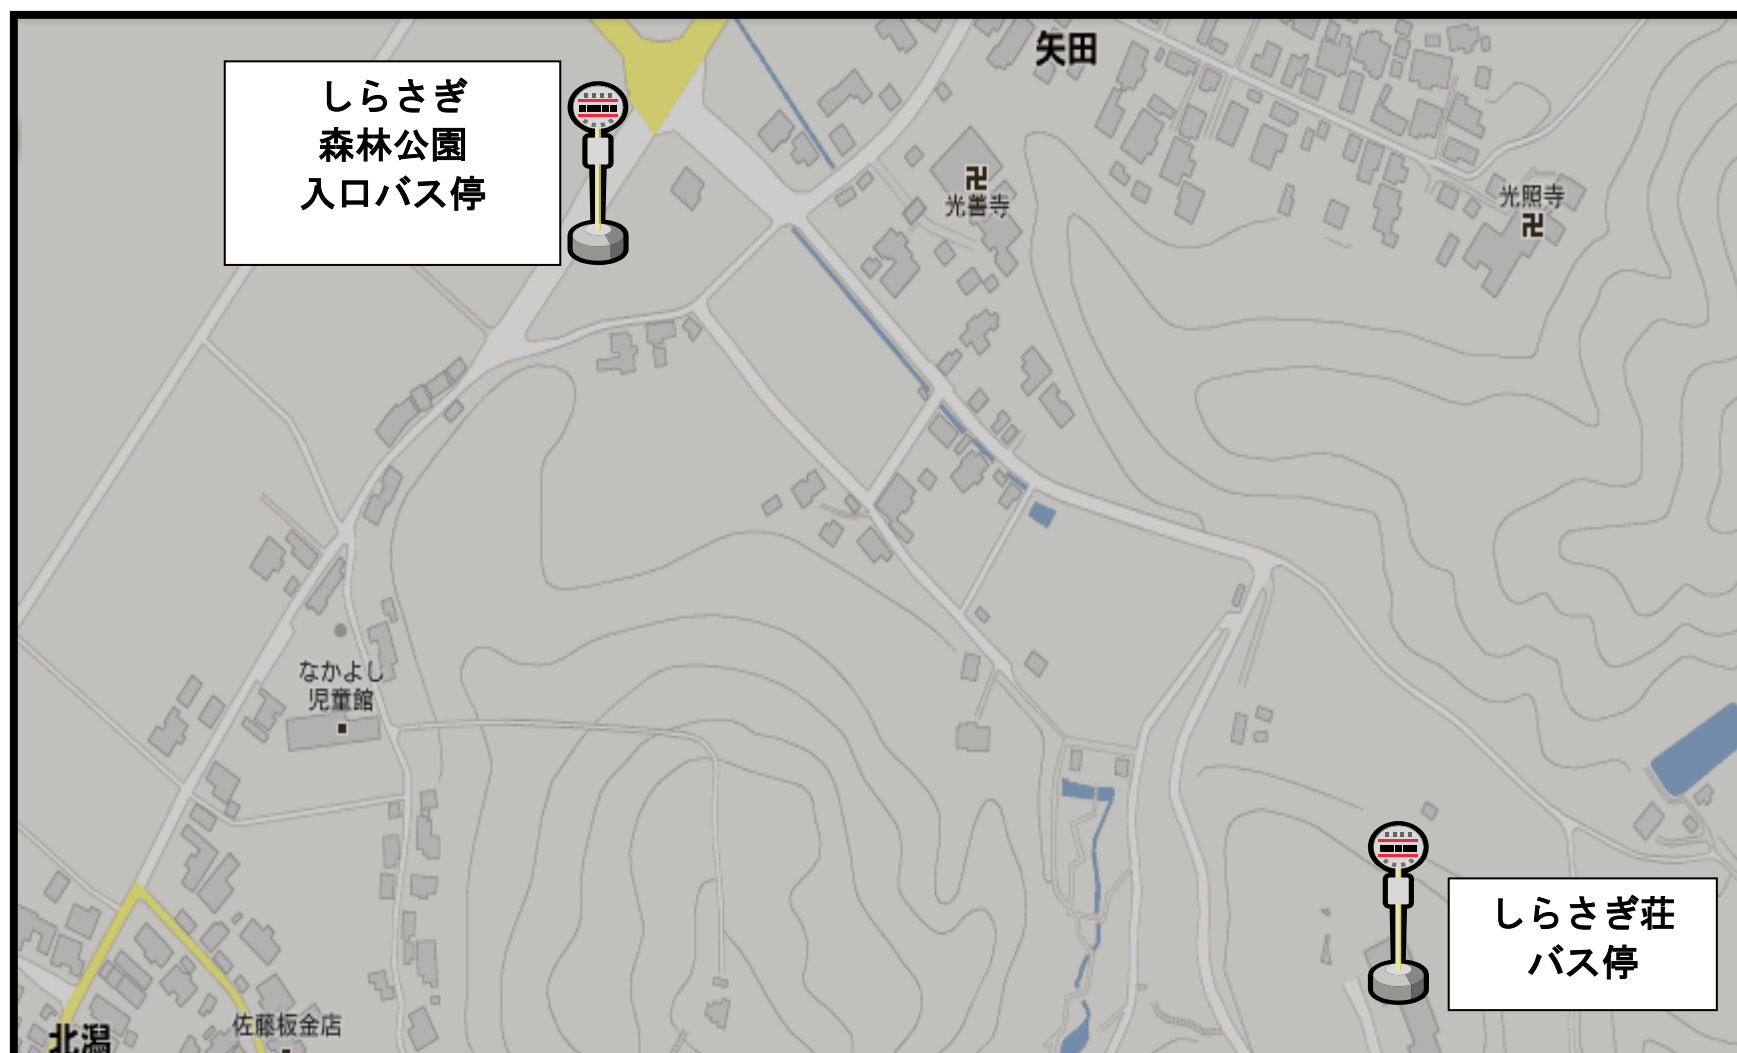 矢田
しらさぎ
森林公園
入口バス停
卍
光善寺
光照寺
卍
なかよし
児童館
しらさぎ荘
バス停
佐藤板金店
北潟